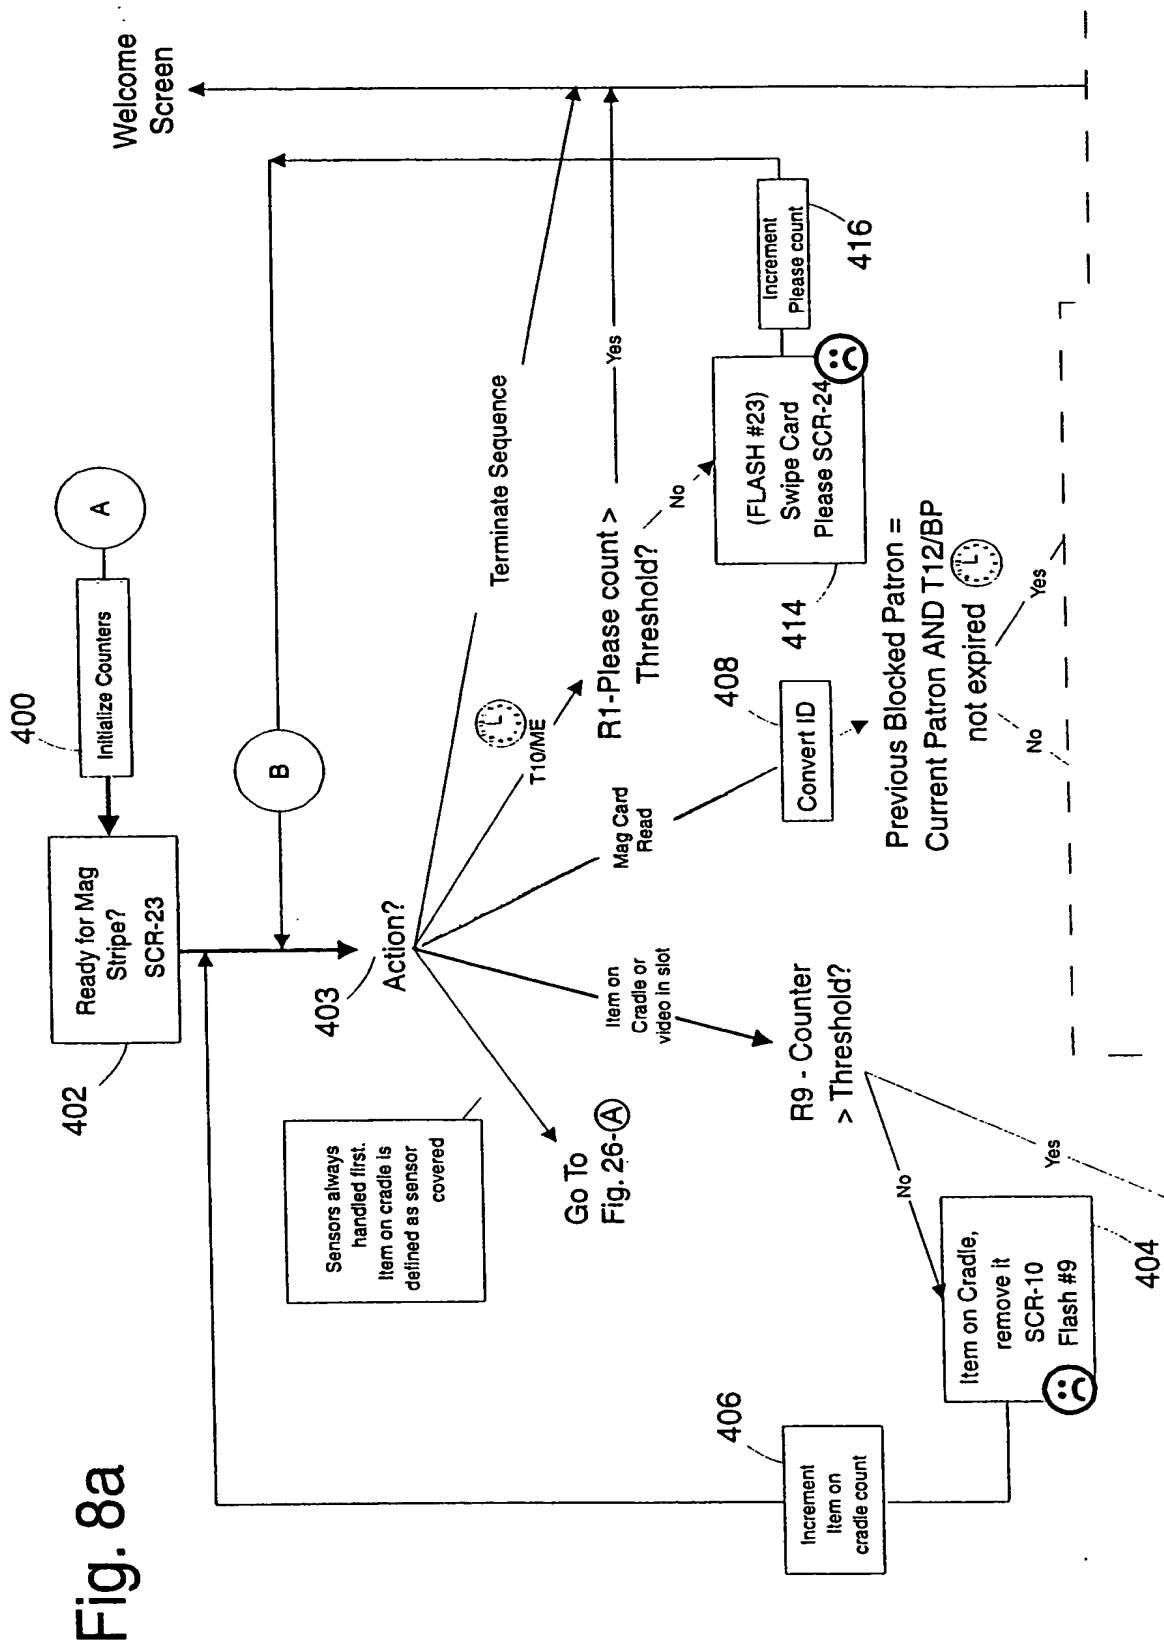 Fig. 8a
Welcome
Screen
A
400
Initialize Counters
402
Ready for Mag
Stripe?
SCR-23
B
403
Action?
Sensors always
handled first.
Item on cradle is
defined as sensor
covered
Go To
Fig. 26-A
Item on
Cradle or
video in slot
Mag Card
Read
T10/ME
Terminate Sequence
R1-Please count >
Threshold?
Yes
No
(FLASH #23)
Swipe Card
Please SCR-24
414
Increment
Please count
416
408
Convert ID
Previous Blocked Patron =
Current Patron AND T12/BP
not expired
No
Yes
R9 - Counter
> Threshold?
No
Yes
Item on Cradle,
remove it
SCR-10
Flash #9
404
406
Increment
Item on
cradle count